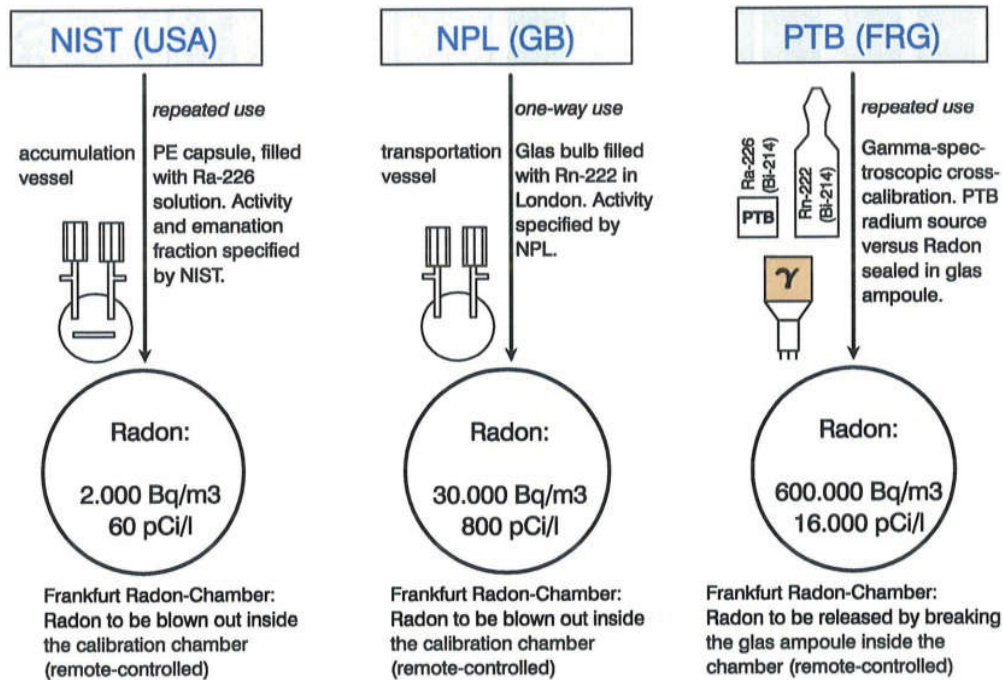 NIST (USA)
repeated use
accumulation
vessel
PE capsule, filled
with Ra-226
solution. Activity
and emanation
fraction specified
by NIST.
Radon:
2.000 Bq/m3
60 pCi/l
Frankfurt Radon-Chamber:
Radon to be blown out inside
the calibration chamber
(remote-controlled)
NPL (GB)
one-way use
transportation
vessel
Glas bulb filled
with Rn-222 in
London. Activity
specified by
NPL.
Radon:
30.000 Bq/m3
800 pCi/l
Frankfurt Radon-Chamber:
Radon to be blown out inside
the calibration chamber
(remote-controlled)
PTB (FRG)
repeated use
Ra-226
(Bi-214)
PTB
Rn-222
(Bi-214)
γ
Gamma-spec-
troscopic cross-
calibration. PTB
radium source
versus Radon
sealed in glas
ampoule.
Radon:
600.000 Bq/m3
16.000 pCi/l
Frankfurt Radon-Chamber:
Radon to be released by breaking
the glas ampoule inside the
chamber (remote-controlled)